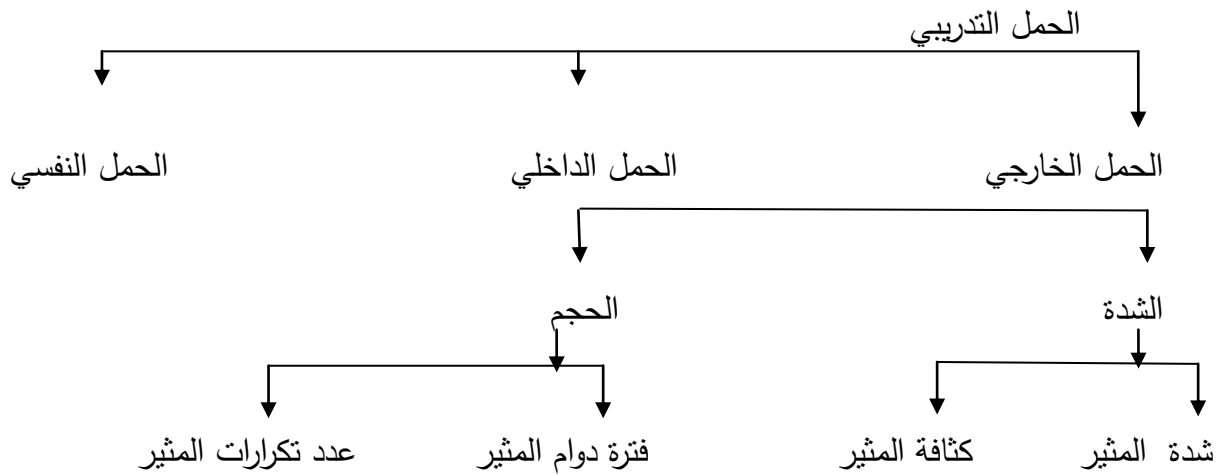 الحمل التدريبي
الحمل الخارجي الحمل الداخلي الحمل النفسي
الشدة الحجم
شدة المثير كثافة المثير فترة دوام المثير عدد تكرارات المثير